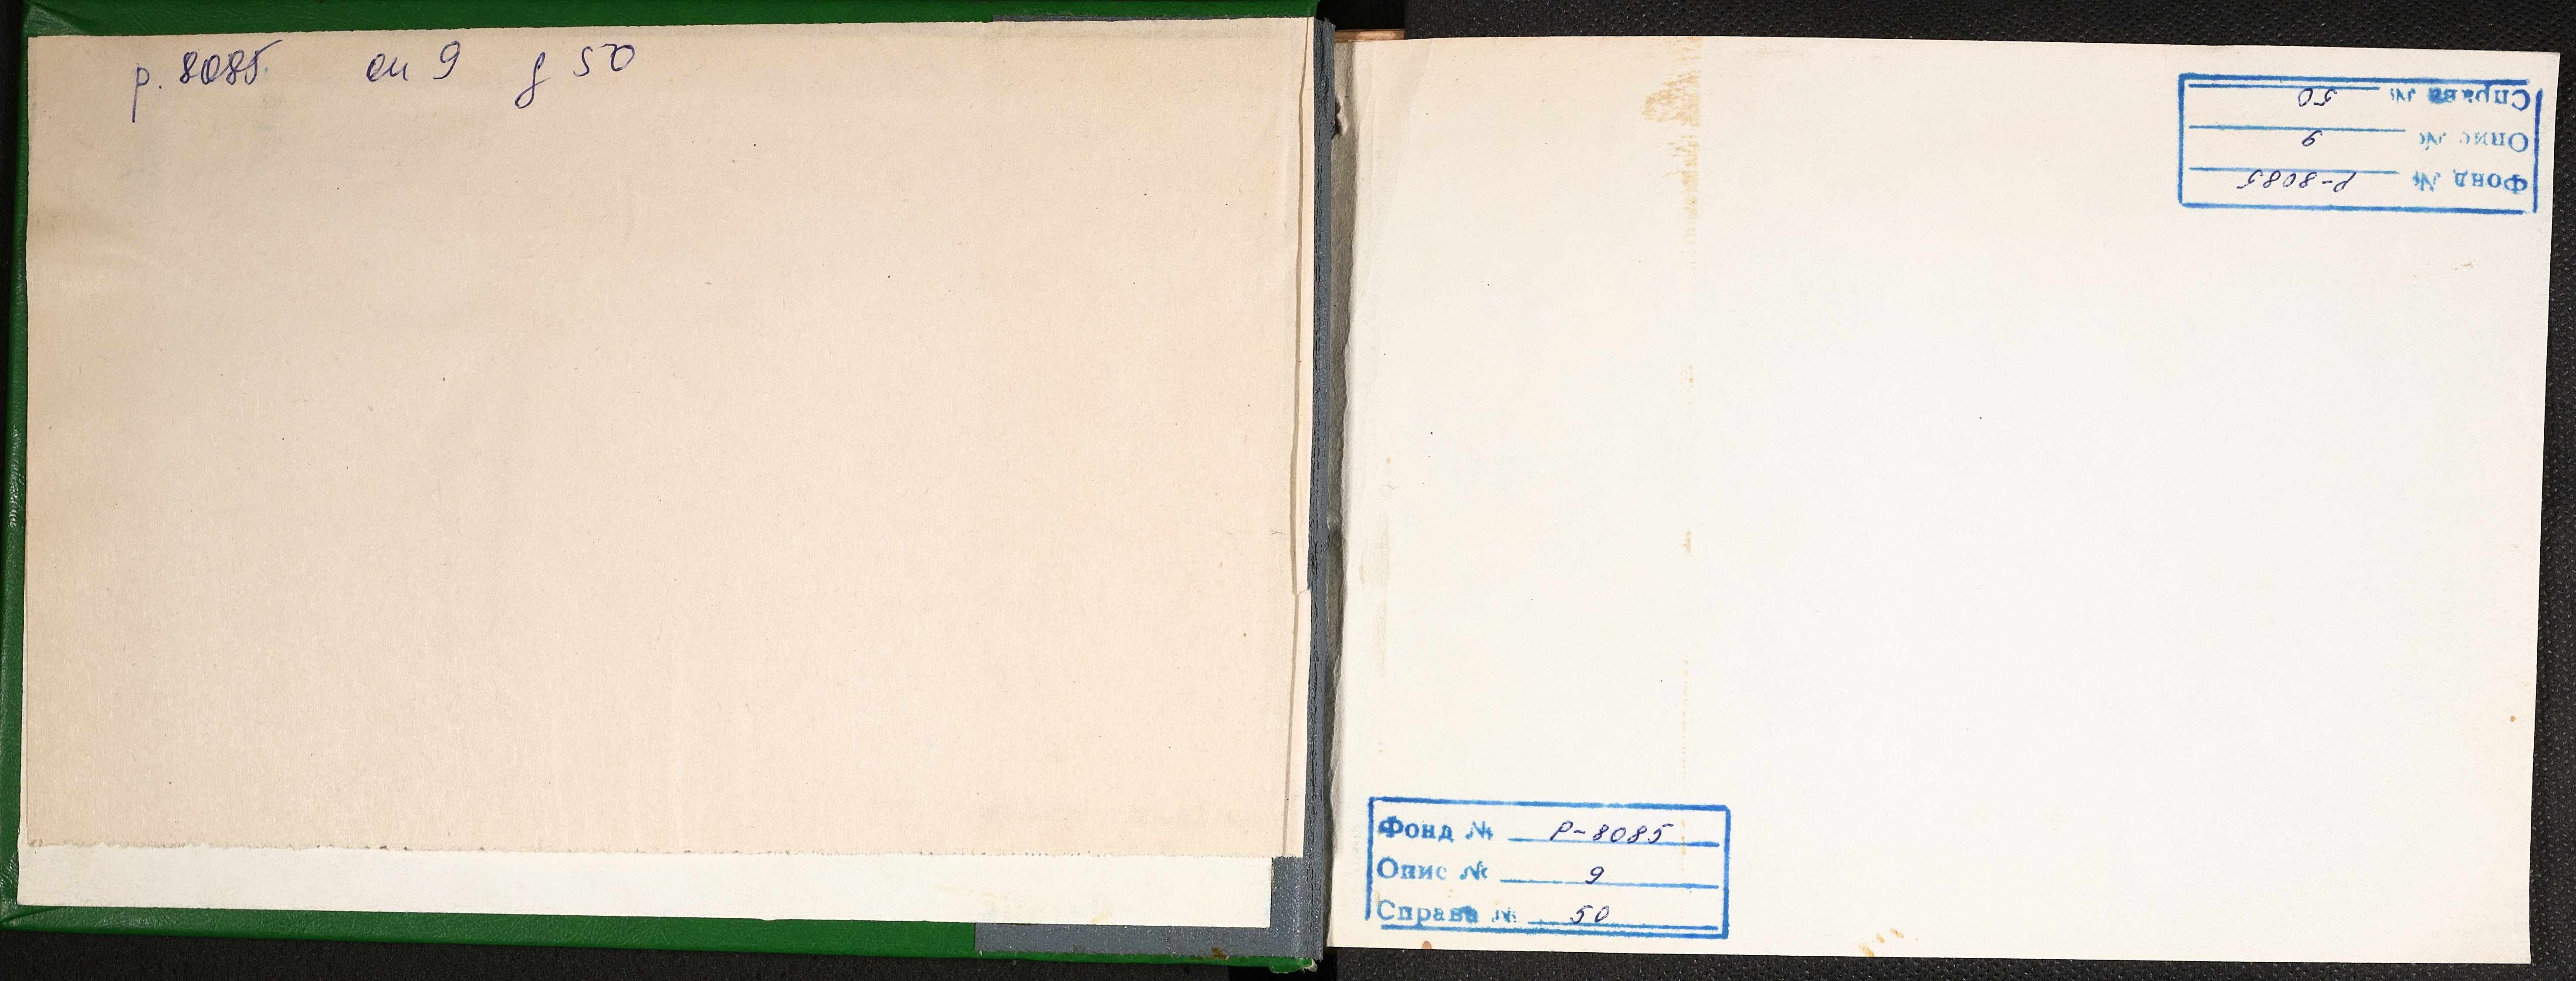 р. 8085 оп 9 д 50
Справа № 50
Опис № 9
Фонд № Р-8085
Фонд № Р-8085
Опис № 9
Справа № 50